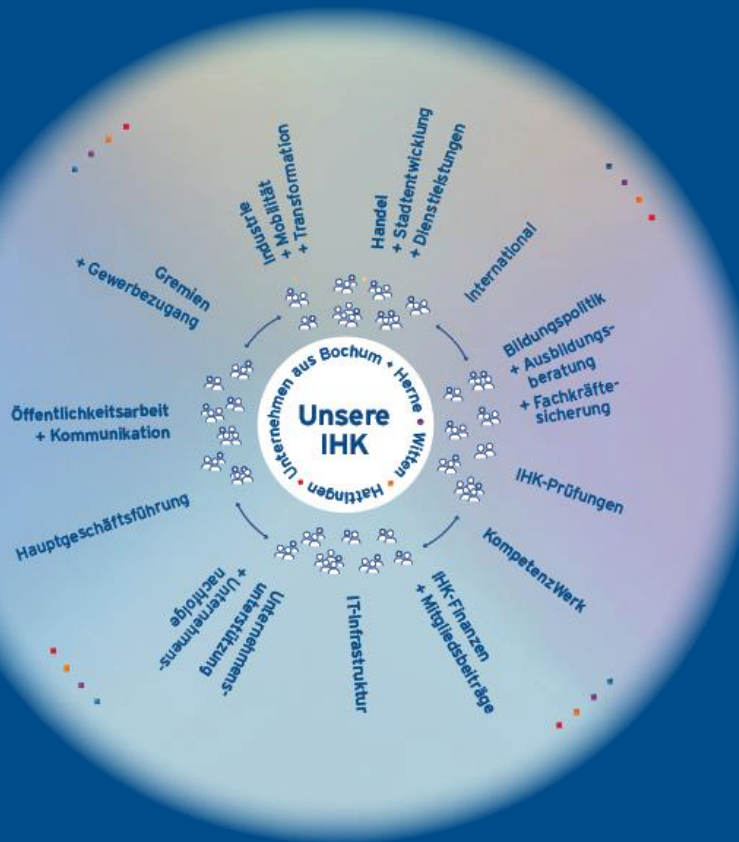 Unsere
IHK
Unternehmen aus Bochum + Herne • Witten • Hattingen •
Industrie
+ Mobilität
+ Transformation
Handel
+ Stadtentwicklung
+ Dienstleistungen
International
Bildungspolitik
+ Ausbildungs-
beratung
+ Fachkräfte-
sicherung
IHK-Prüfungen
KompetenzWerk
IHK-Finanzen
+ Mitgliedsbeiträge
IT-Infrastruktur
Unternehmens-
unterstützung
+ Unternehmens-
nachfolge
Hauptgeschäftsführung
Öffentlichkeitsarbeit
+ Kommunikation
Gremien
+ Gewerbezugang